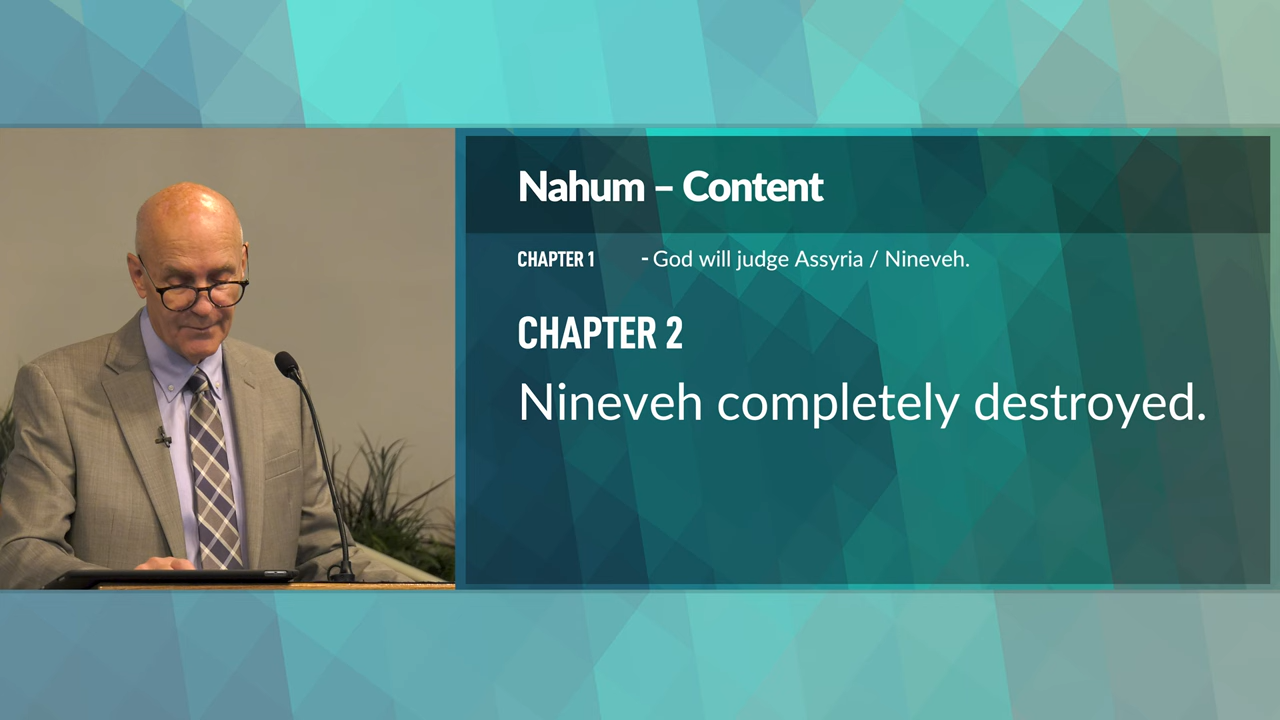 Nahum – Content
CHAPTER 1 - God will judge Assyria / Nineveh.
CHAPTER 2
Nineveh completely destroyed.